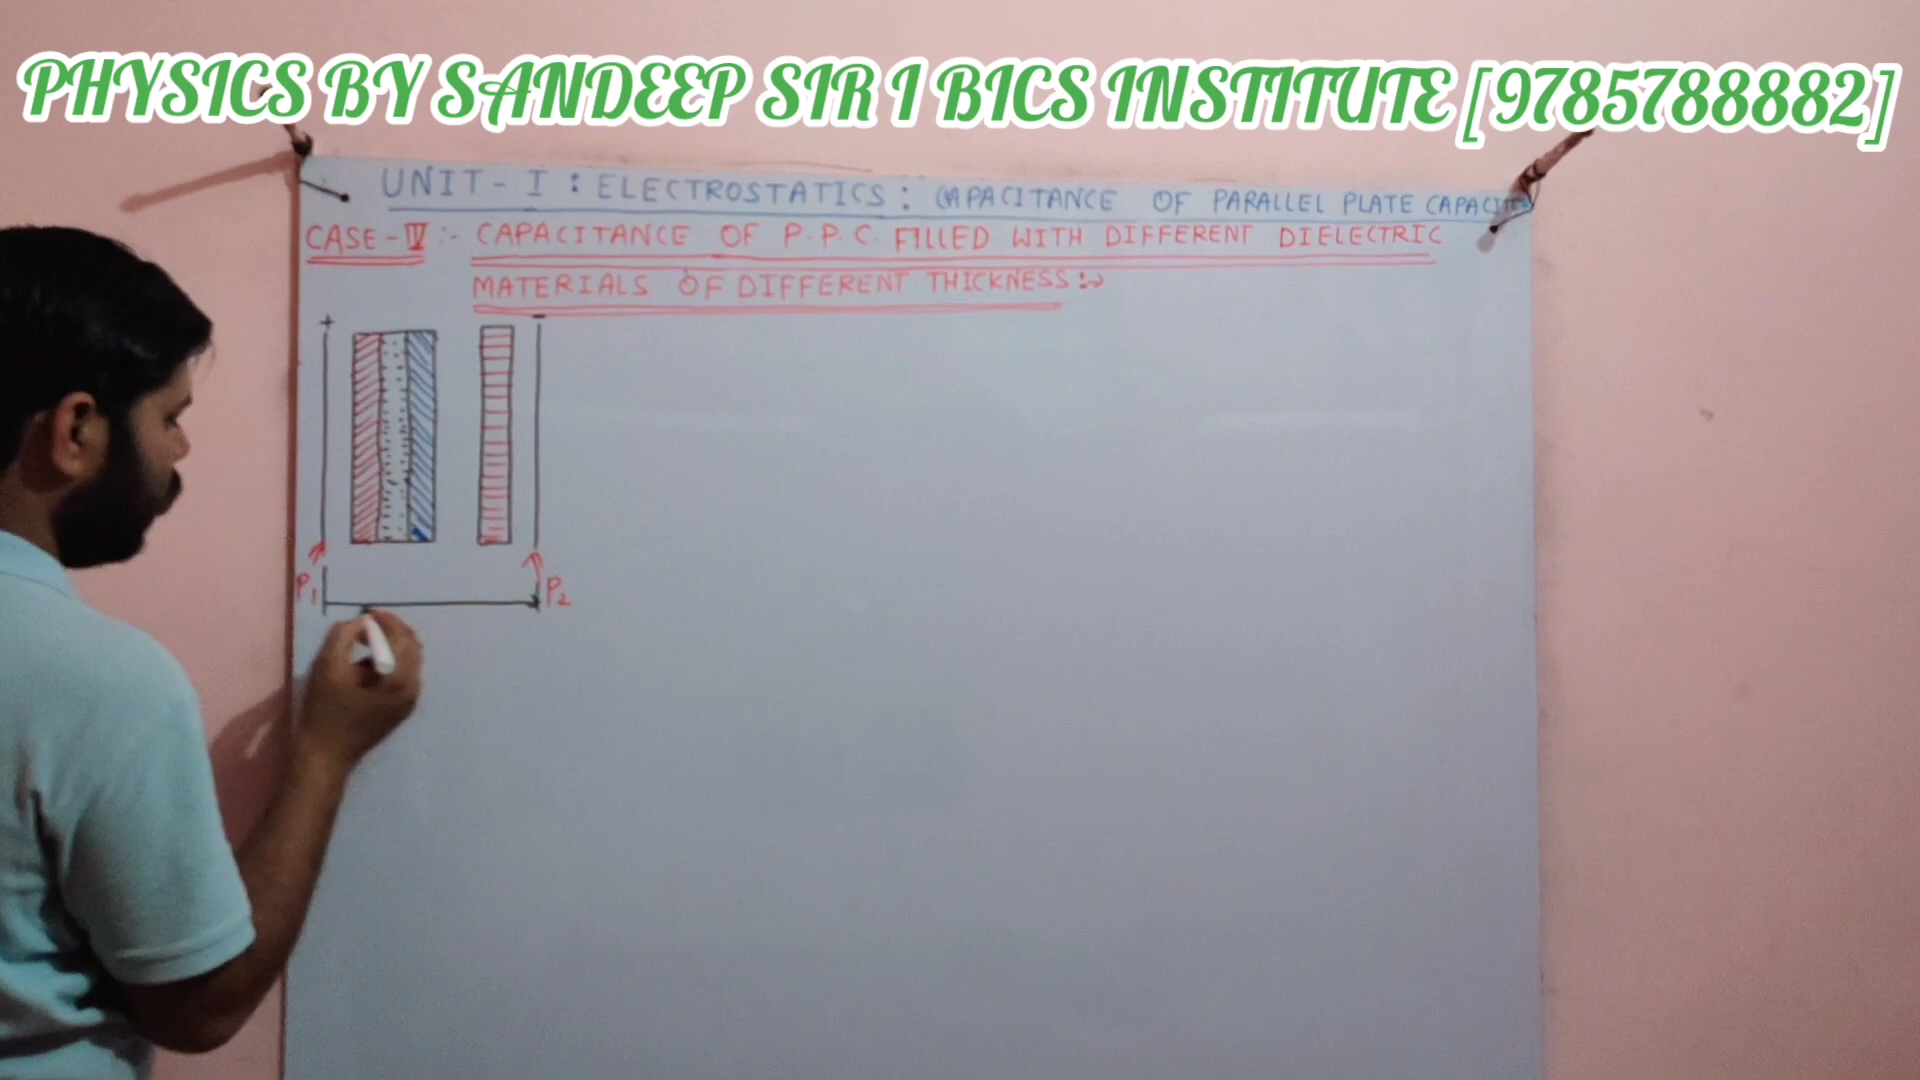 PHYSICS BY SANDEEP SIR I BICS INSTITUTE [9785788882]
UNIT - I : ELECTROSTATICS : CAPACITANCE OF PARALLEL PLATE CAPACITOR
CASE - IV :- CAPACITANCE OF P.P.C. FILLED WITH DIFFERENT DIELECTRIC
MATERIALS OF DIFFERENT THICKNESS :->
+ -
P1 P2